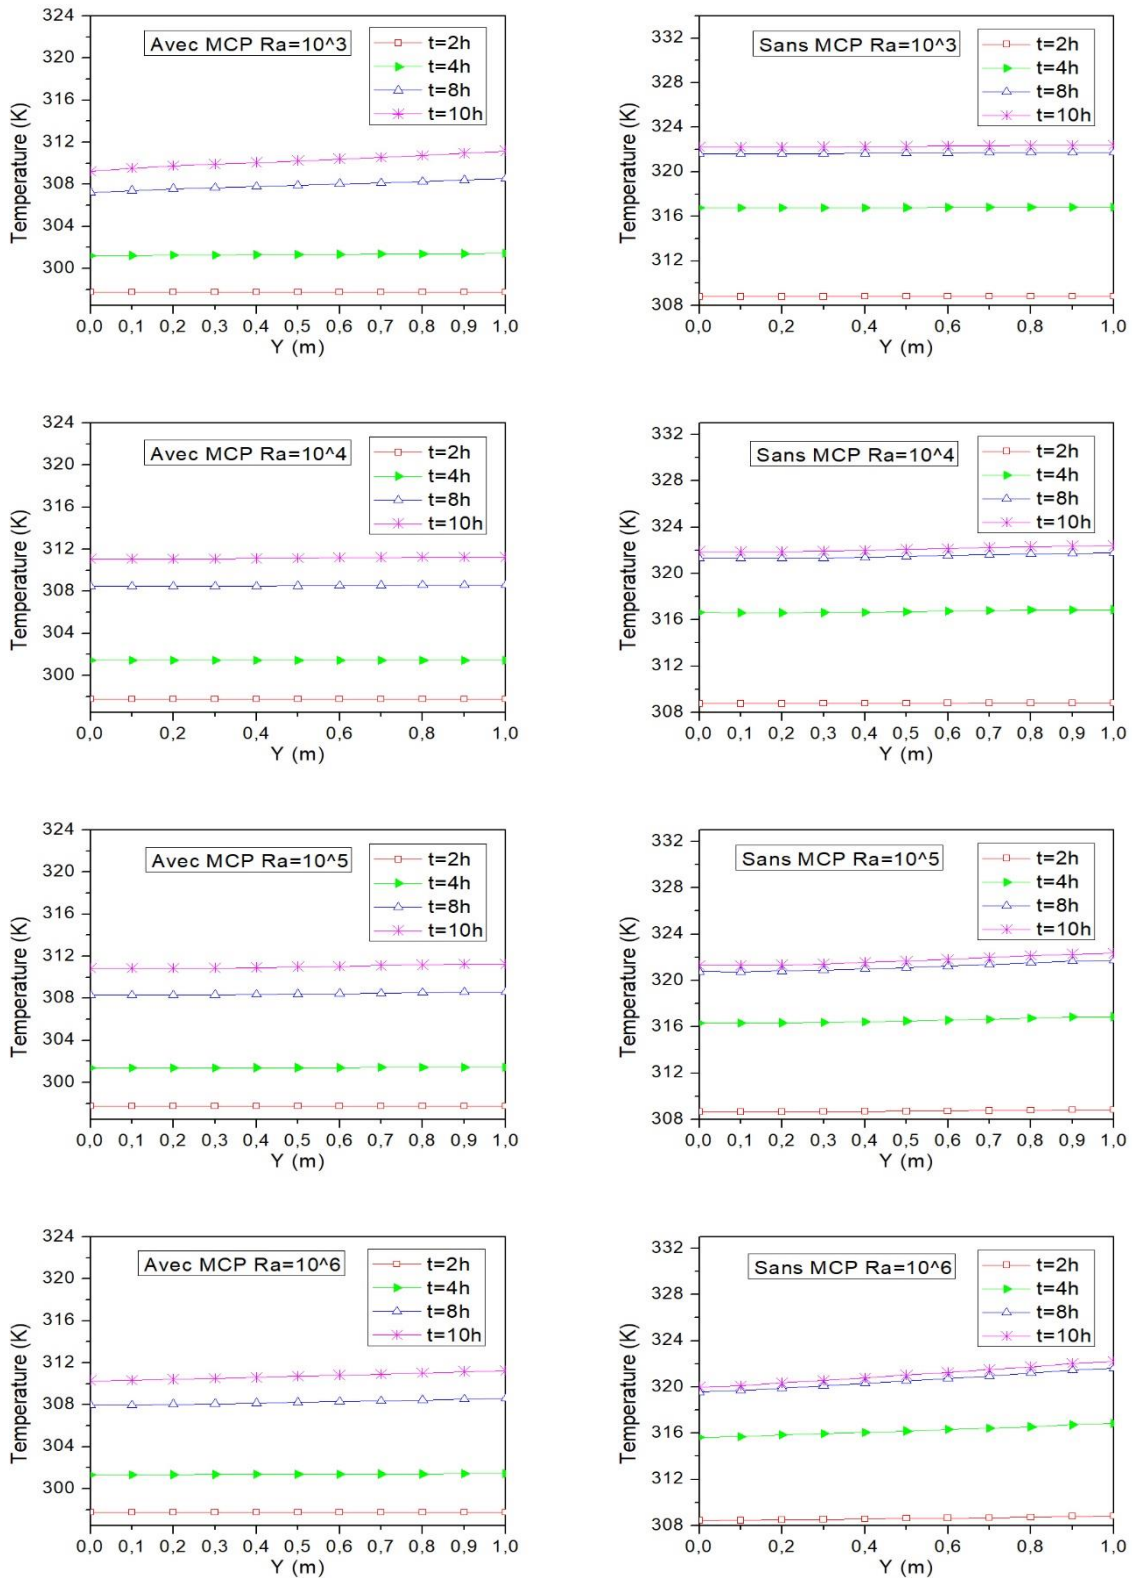 Avec MCP Ra=10^3
t=2h
t=4h
t=8h
t=10h
Temperature (K)
324
320
316
312
308
304
300
0,0 0,1 0,2 0,3 0,4 0,5 0,6 0,7 0,8 0,9 1,0
Y (m)
Sans MCP Ra=10^3
t=2h
t=4h
t=8h
t=10h
Temperature (K)
332
328
324
320
316
312
308
0,0 0,2 0,4 0,6 0,8 1,0
Y (m)
Avec MCP Ra=10^4
t=2h
t=4h
t=8h
t=10h
Temperature (K)
324
320
316
312
308
304
300
0,0 0,1 0,2 0,3 0,4 0,5 0,6 0,7 0,8 0,9 1,0
Y (m)
Sans MCP Ra=10^4
t=2h
t=4h
t=8h
t=10h
Temperature (K)
332
328
324
320
316
312
308
0,0 0,1 0,2 0,3 0,4 0,5 0,6 0,7 0,8 0,9 1,0
Y (m)
Avec MCP Ra=10^5
t=2h
t=4h
t=8h
t=10h
Temperature (K)
324
320
316
312
308
304
300
0,0 0,1 0,2 0,3 0,4 0,5 0,6 0,7 0,8 0,9 1,0
Y (m)
Sans MCP Ra=10^5
t=2h
t=4h
t=8h
t=10h
Temperature (K)
332
328
324
320
316
312
308
0,0 0,1 0,2 0,3 0,4 0,5 0,6 0,7 0,8 0,9 1,0
Y (m)
Avec MCP Ra=10^6
t=2h
t=4h
t=8h
t=10h
Temperature (K)
324
320
316
312
308
304
300
0,0 0,1 0,2 0,3 0,4 0,5 0,6 0,7 0,8 0,9 1,0
Y (m)
Sans MCP Ra=10^6
t=2h
t=4h
t=8h
t=10h
Temperature (K)
332
328
324
320
316
312
308
0,0 0,2 0,4 0,6 0,8 1,0
Y (m)